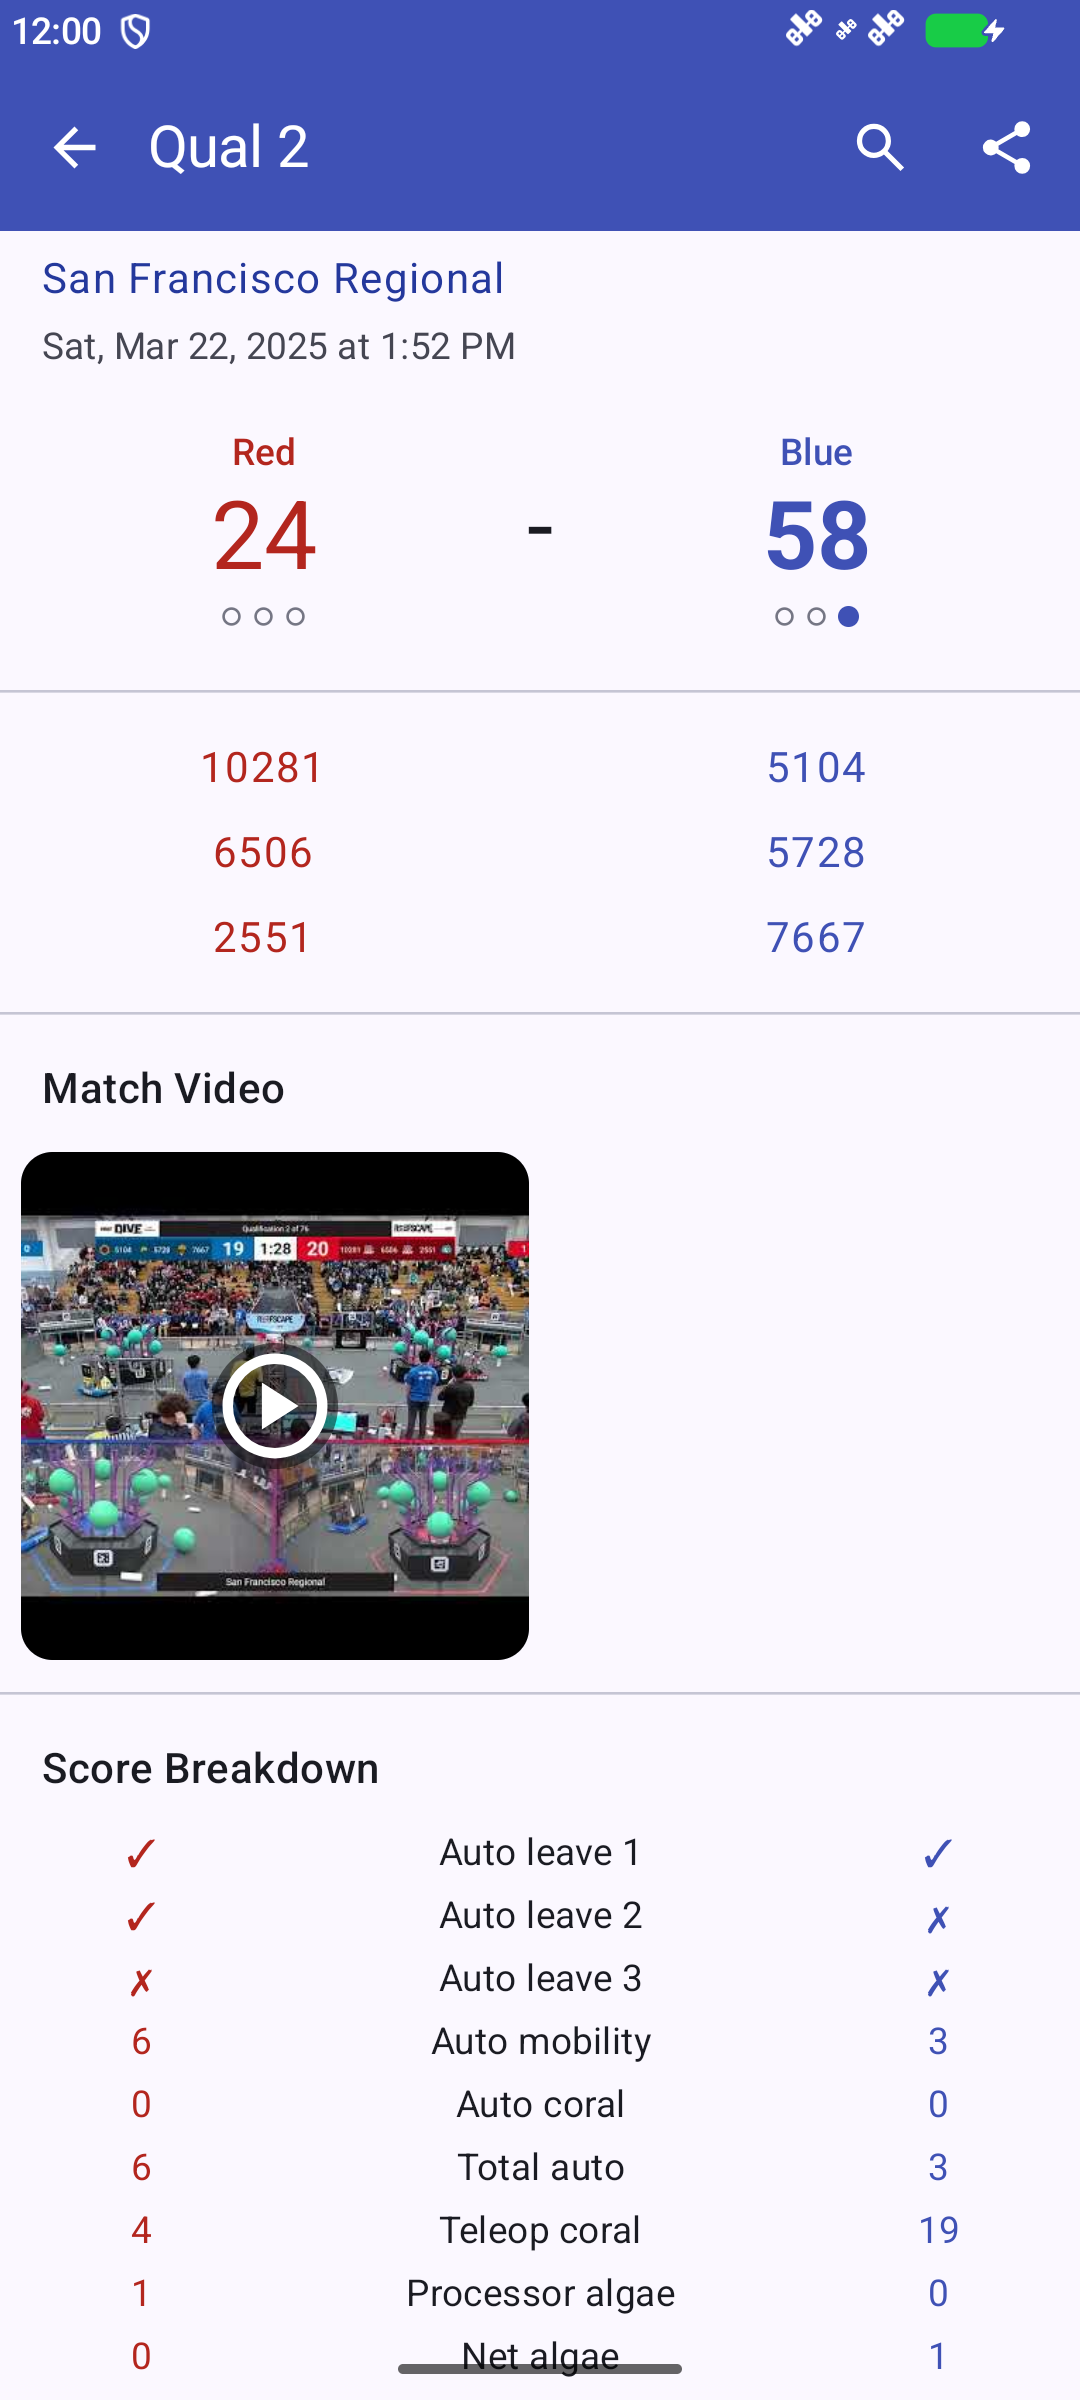 12:00
Qual 2
San Francisco Regional
Sat, Mar 22, 2025 at 1:52 PM
Red Blue
24 - 58
10281 5104
6506 5728
2551 7667
Match Video
DIVE Qualification 2 of 76 REEFSCAPE
5104 5728 7667 19 1:28 20 10281 6506 2551
REEFSCAPE
San Francisco Regional
Score Breakdown
✓ Auto leave 1 ✓
✓ Auto leave 2 ✗
✗ Auto leave 3 ✗
6 Auto mobility 3
0 Auto coral 0
6 Total auto 3
4 Teleop coral 19
1 Processor algae 0
0 Net algae 1